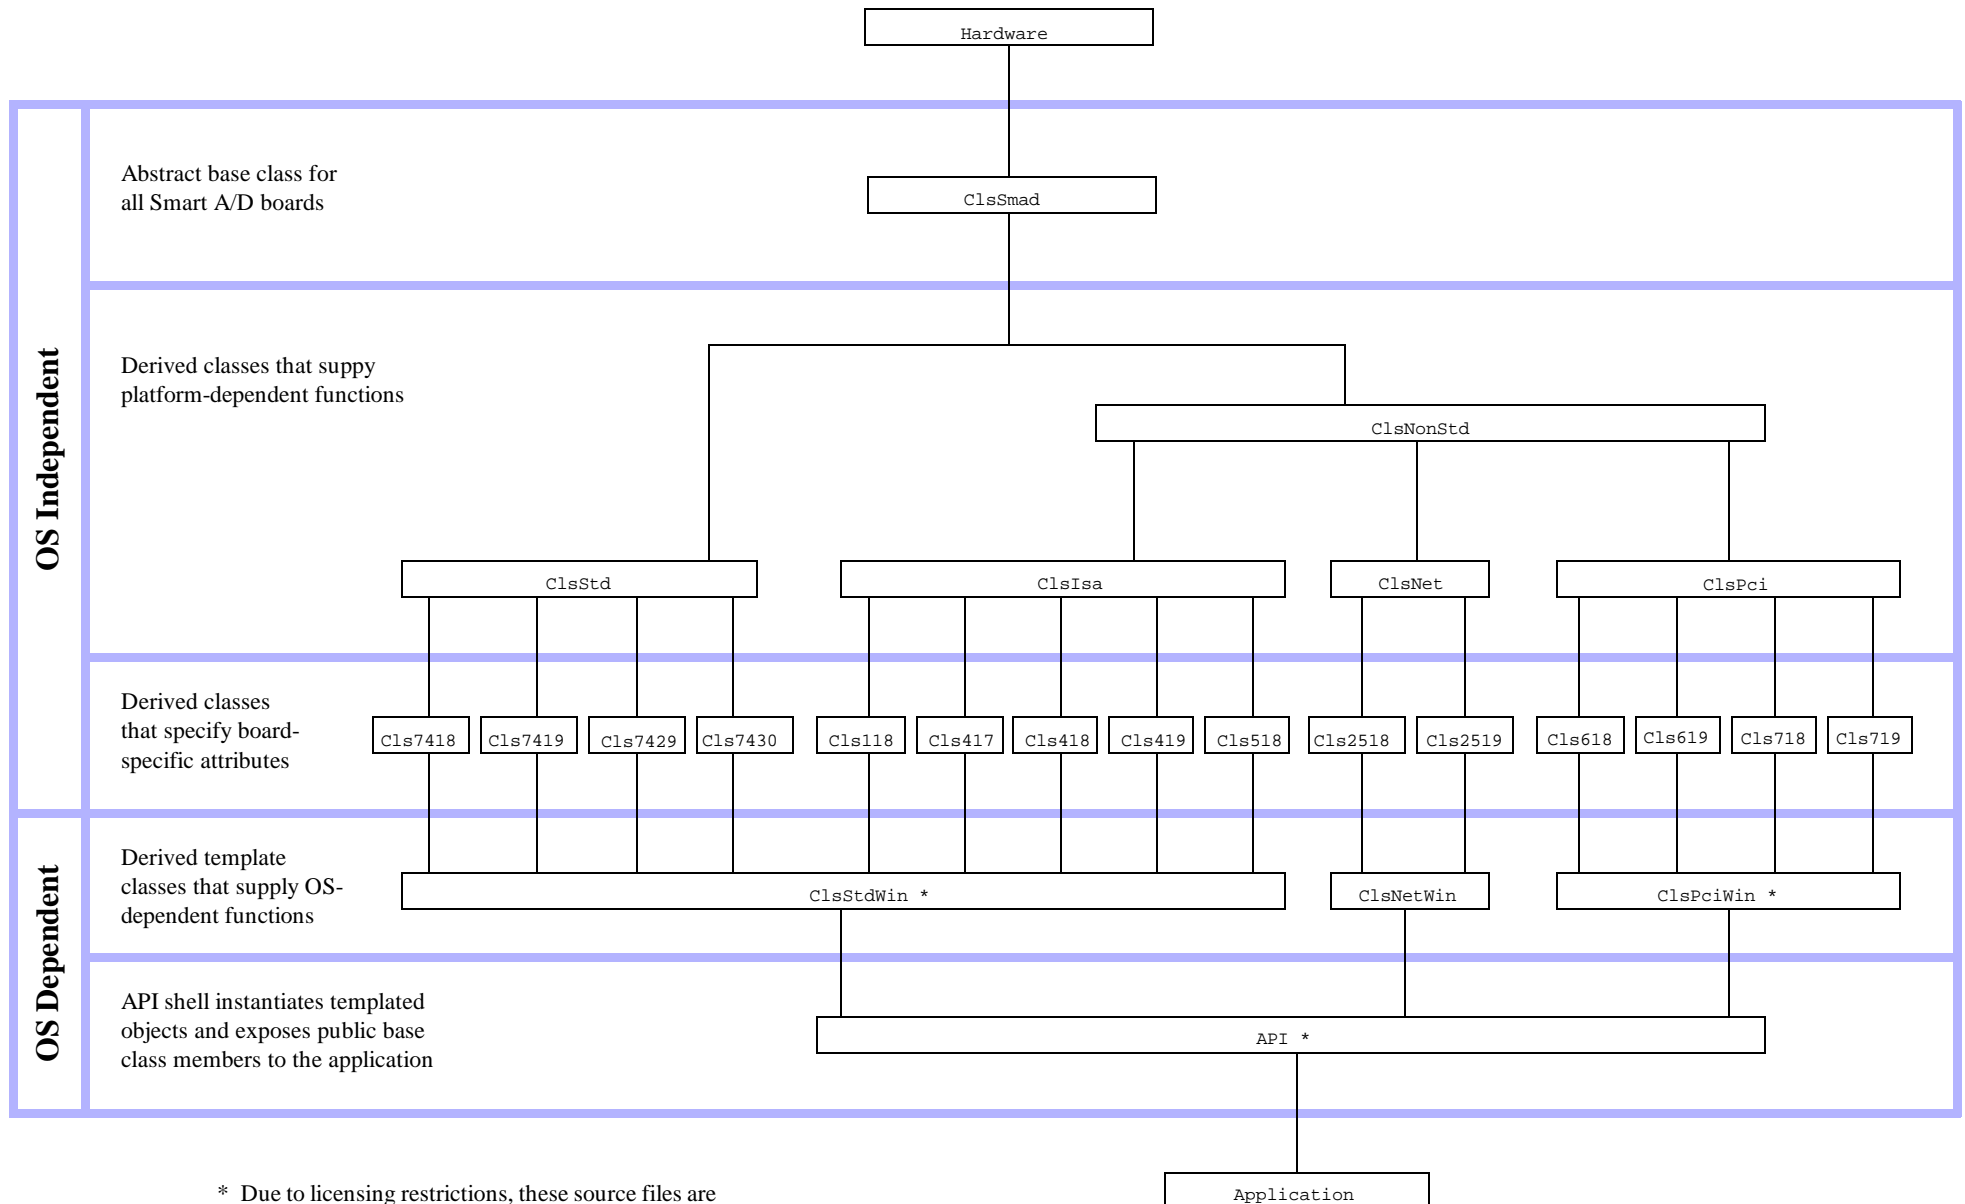 Hardware
Abstract base class for
all Smart A/D boards
ClsSmad
OS Independent
Derived classes that suppy
platform-dependent functions
ClsNonStd
ClsStd
ClsIsa
ClsNet
ClsPci
Derived classes
that specify board-
specific attributes
Cls7418
Cls7419
Cls7429
Cls7430
Cls118
Cls417
Cls418
Cls419
Cls518
Cls2518
Cls2519
Cls618
Cls619
Cls718
Cls719
OS Dependent
Derived template
classes that supply OS-
dependent functions
ClsStdWin *
ClsNetWin
ClsPciWin *
API shell instantiates templated
objects and exposes public base
class members to the application
API *
* Due to licensing restrictions, these source files are
Application